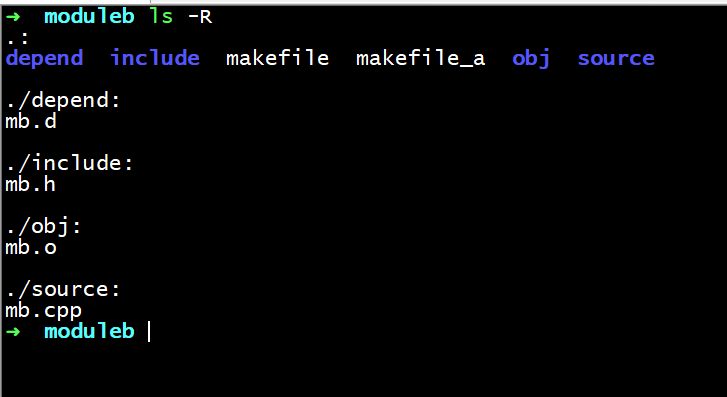 ➜ moduleb ls -R
.:
depend include makefile makefile_a obj source
./depend:
mb.d
./include:
mb.h
./obj:
mb.o
./source:
mb.cpp
➜ moduleb